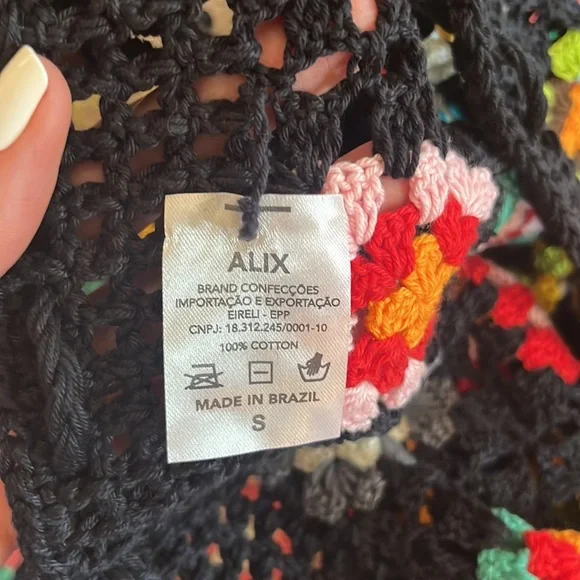 ALIX
BRAND CONFECÇÕES
IMPORTAÇÃO E EXPORTAÇÃO
EIRELI - EPP
CNPJ: 18.312.245/0001-10
100% COTTON
MADE IN BRAZIL
S